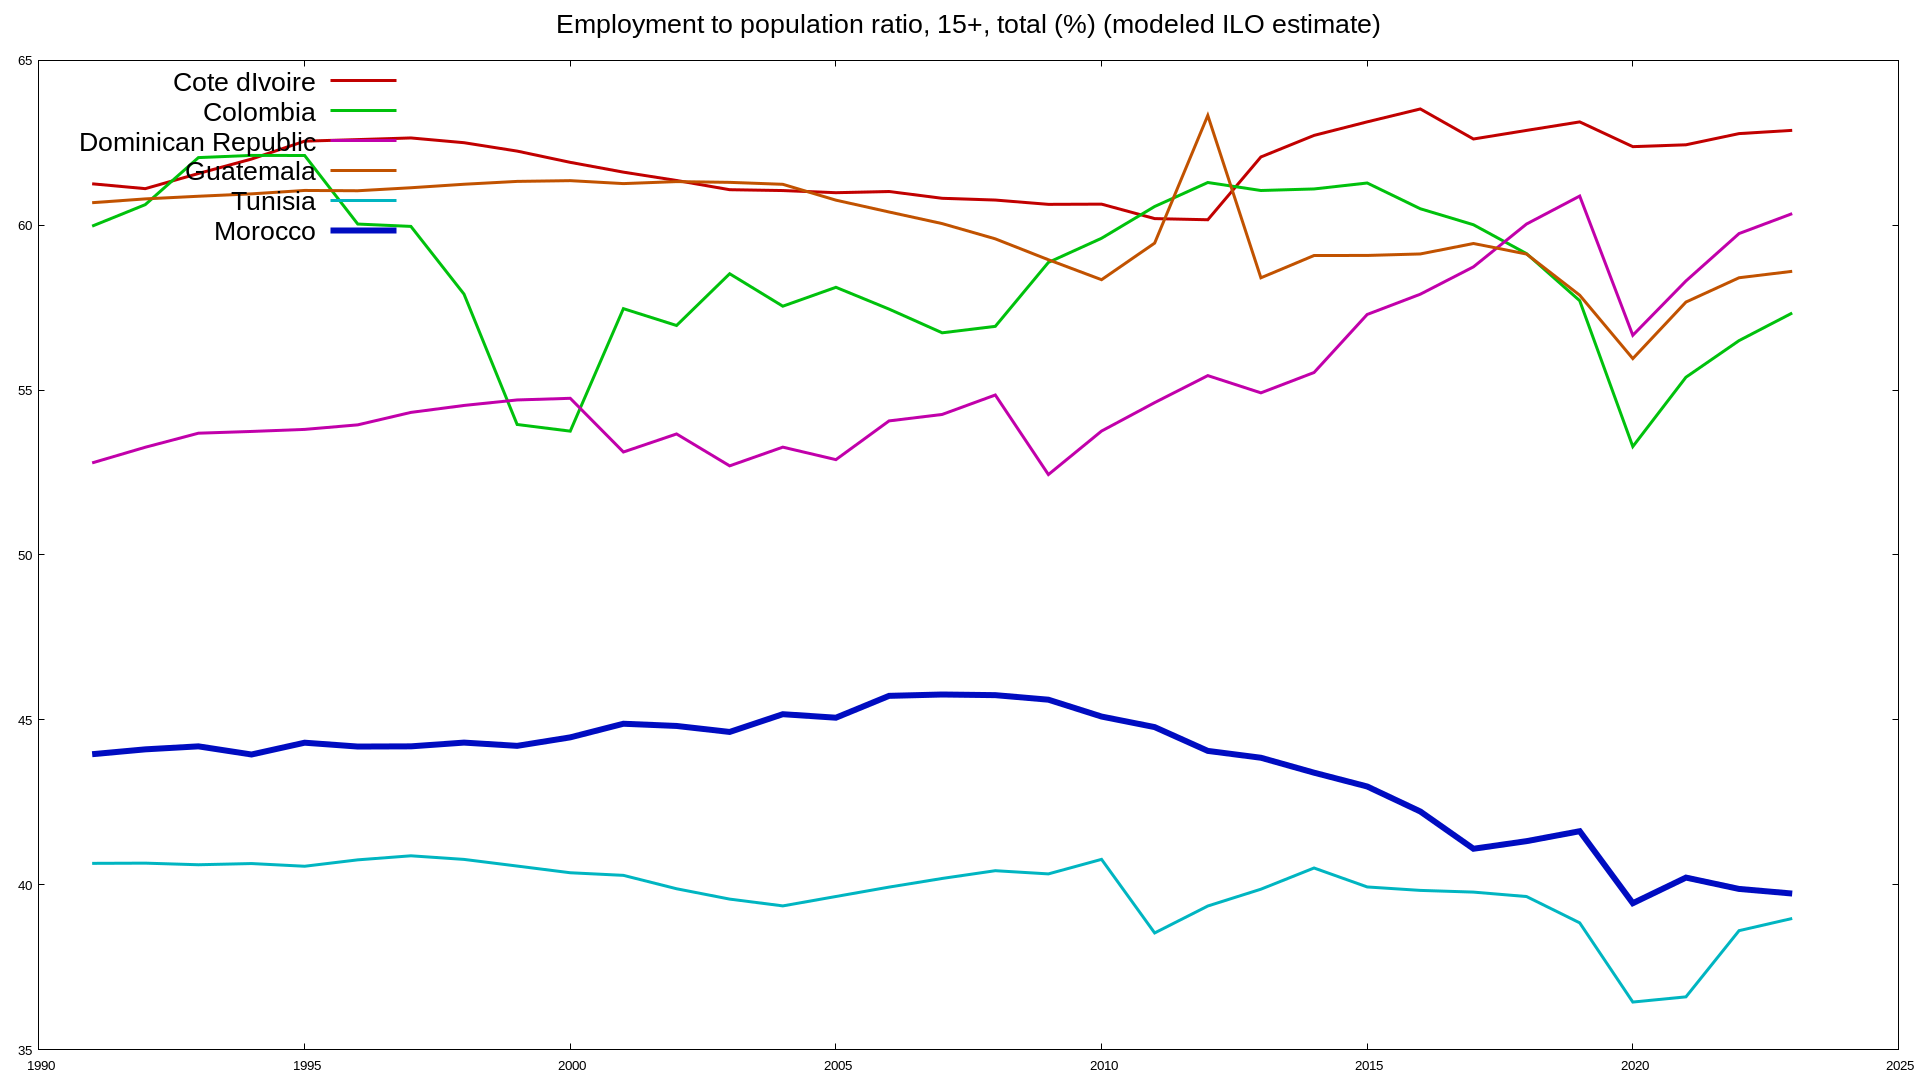 Employment to population ratio, 15+, total (%) (modeled ILO estimate)
65
Cote dIvoire
Colombia
Dominican Republic
Guatemala
Tunisia
Morocco
60
55
50
45
40
35
1990 1995 2000 2005 2010 2015 2020 2025